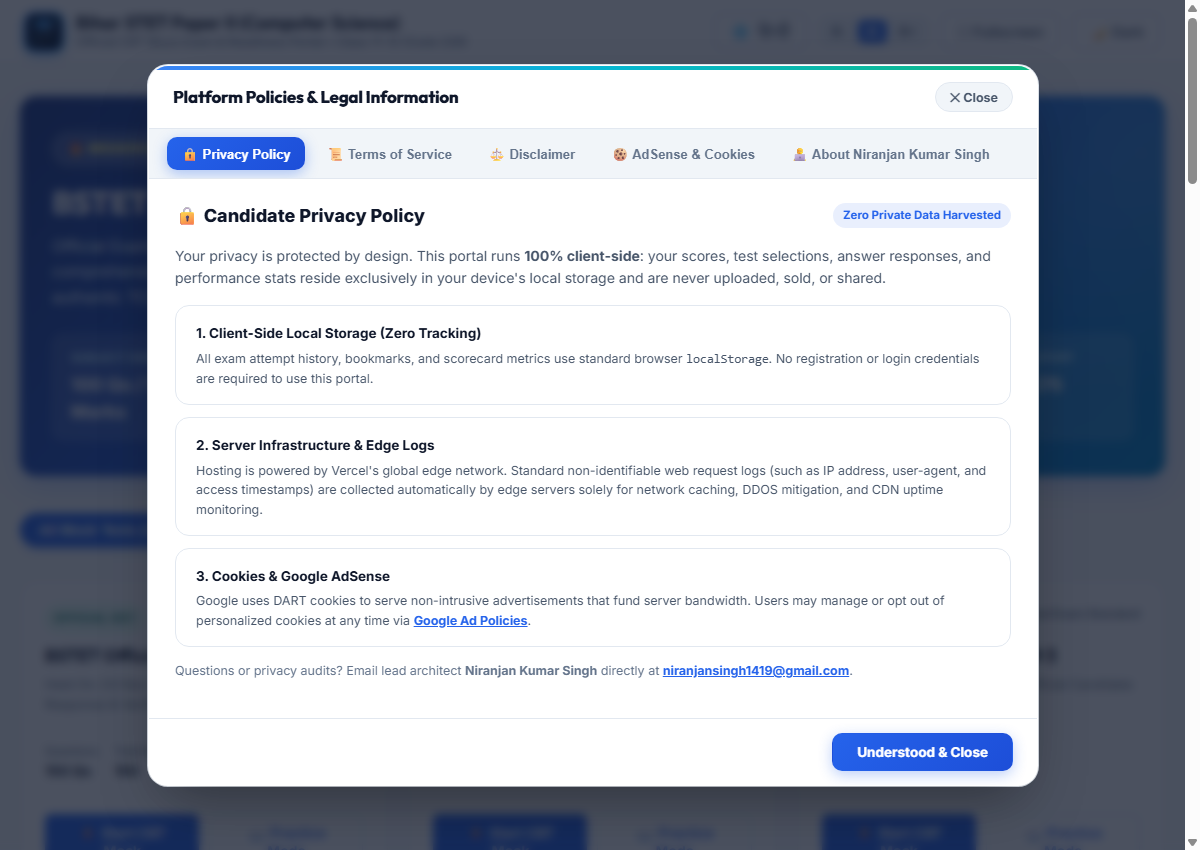 Bihar STET Paper II (Computer Science)
Platform Policies & Legal Information
✕ Close
🔒 Privacy Policy
📜 Terms of Service
⚖️ Disclaimer
🍪 AdSense & Cookies
About Niranjan Kumar Singh
🔒 Candidate Privacy Policy
Zero Private Data Harvested
Your privacy is protected by design. This portal runs 100% client-side: your scores, test selections, answer responses, and
performance stats reside exclusively in your device's local storage and are never uploaded, sold, or shared.
1. Client-Side Local Storage (Zero Tracking)
All exam attempt history, bookmarks, and scorecard metrics use standard browser localStorage. No registration or login credentials
are required to use this portal.
2. Server Infrastructure & Edge Logs
Hosting is powered by Vercel's global edge network. Standard non-identifiable web request logs (such as IP address, user-agent, and
access timestamps) are collected automatically by edge servers solely for network caching, DDOS mitigation, and CDN uptime
monitoring.
3. Cookies & Google AdSense
Google uses DART cookies to serve non-intrusive advertisements that fund server bandwidth. Users may manage or opt out of
personalized cookies at any time via Google Ad Policies.
Questions or privacy audits? Email lead architect Niranjan Kumar Singh directly at niranjansingh1419@gmail.com.
Understood & Close